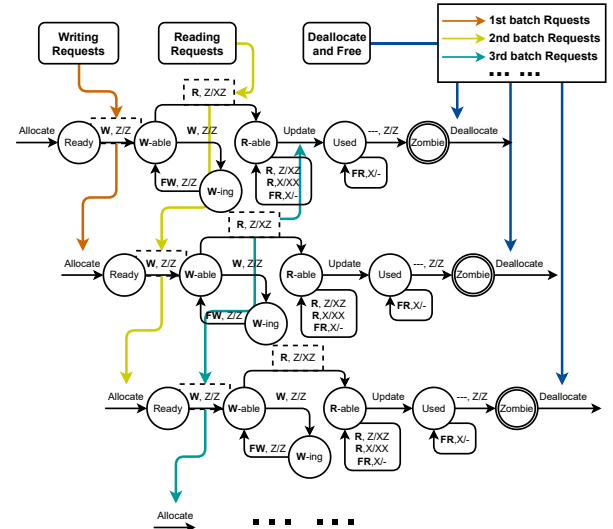 Writing
Requests
Reading
Requests
Deallocate
and Free
1st batch Rquests
2nd batch Requests
3rd batch Requests
... ...
R, Z/XZ
Allocate
Ready
W, Z/Z
W-able
W, Z/Z
R-able
Update
Used
---, Z/Z
Zombie
Deallocate
FW, Z/Z
W-ing
R, Z/XZ
R,X/XX
FR,X/-
FR,X/-
R, Z/XZ
Allocate
Ready
W, Z/Z
W-able
W, Z/Z
R-able
Update
Used
---, Z/Z
Zombie
Deallocate
FW, Z/Z
W-ing
R, Z/XZ
R,X/XX
FR,X/-
FR,X/-
R, Z/XZ
Allocate
Ready
W, Z/Z
W-able
W, Z/Z
R-able
Update
Used
---, Z/Z
Zombie
Deallocate
FW, Z/Z
W-ing
R, Z/XZ
R,X/XX
FR,X/-
FR,X/-
Allocate
... ...